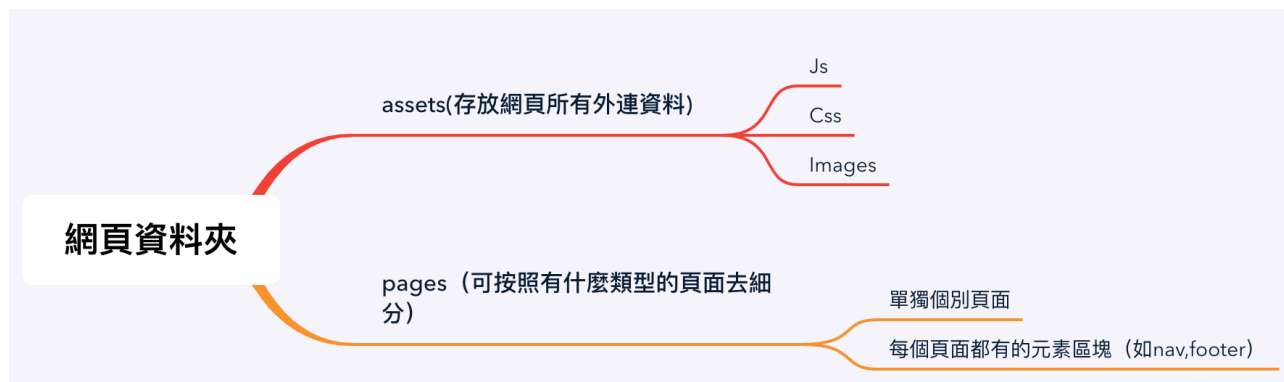 Js
assets(存放網頁所有外連資料)
Css
Images
網頁資料夾
pages（可按照有什麼類型的頁面去細
分）
單獨個別頁面
每個頁面都有的元素區塊（如nav,footer）